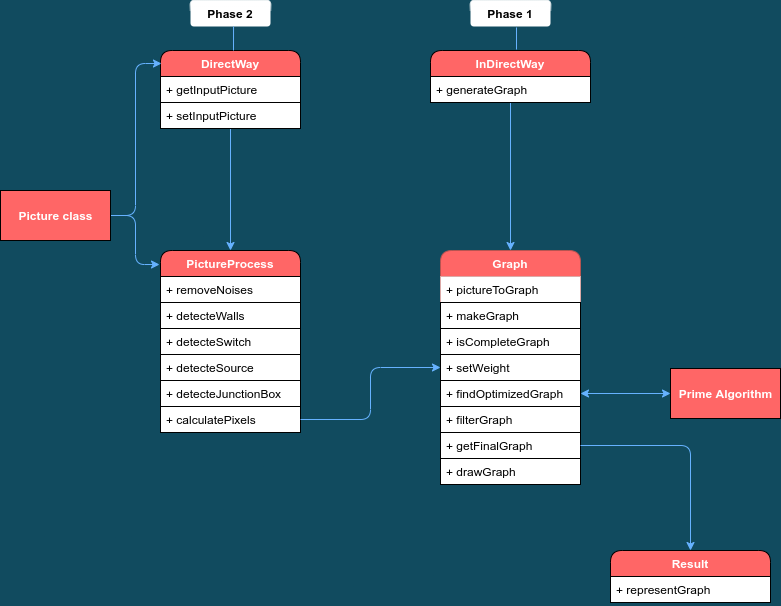 Phase 2
Phase 1
DirectWay
+ getInputPicture
+ setInputPicture
InDirectWay
+ generateGraph
Picture class
PictureProcess
+ removeNoises
+ detecteWalls
+ detecteSwitch
+ detecteSource
+ detecteJunctionBox
+ calculatePixels
Graph
+ pictureToGraph
+ makeGraph
+ isCompleteGraph
+ setWeight
+ findOptimizedGraph
+ filterGraph
+ getFinalGraph
+ drawGraph
Prime Algorithm
Result
+ representGraph